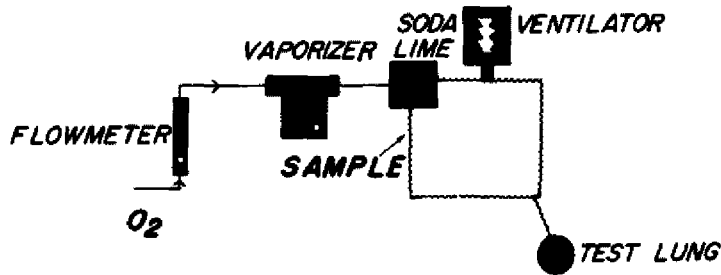 SODA LIME
VENTILATOR
VAPORIZER
FLOWMETER
SAMPLE
O2
TEST LUNG